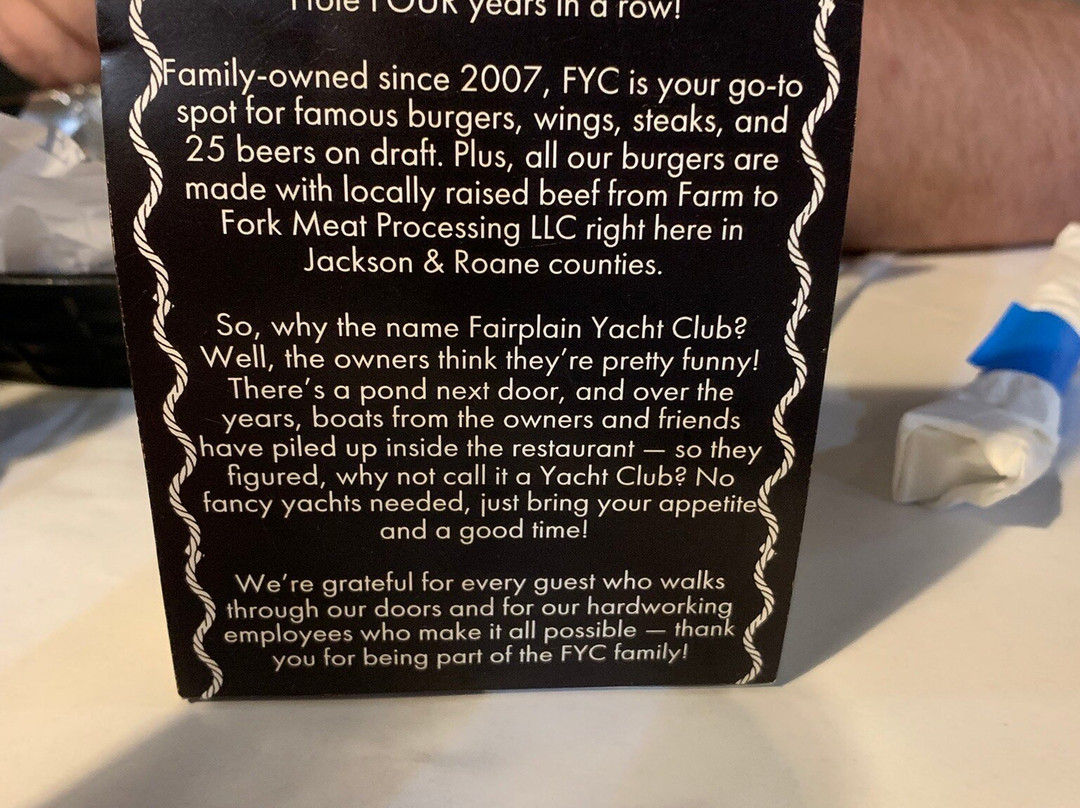 Hole FOUR years in a row!
Family-owned since 2007, FYC is your go-to
spot for famous burgers, wings, steaks, and
25 beers on draft. Plus, all our burgers are
made with locally raised beef from Farm to
Fork Meat Processing LLC right here in
Jackson & Roane counties.
So, why the name Fairplain Yacht Club?
Well, the owners think they're pretty funny!
There's a pond next door, and over the
years, boats from the owners and friends
have piled up inside the restaurant — so they
figured, why not call it a Yacht Club? No
fancy yachts needed, just bring your appetite
and a good time!
We're grateful for every guest who walks
through our doors and for our hardworking
employees who make it all possible — thank
you for being part of the FYC family!